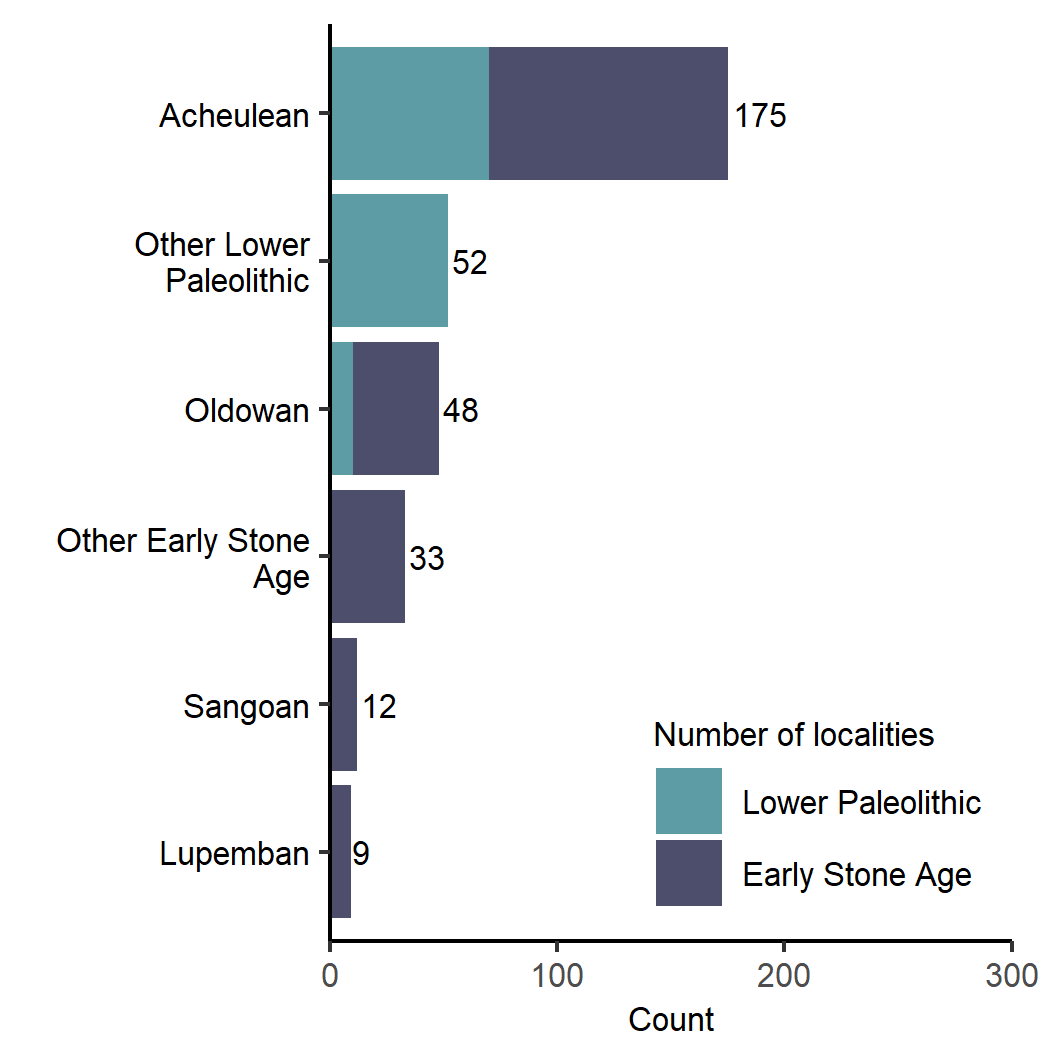 Acheulean
175
Other Lower
Paleolithic
52
Oldowan
48
Other Early Stone
Age
33
Sangoan
12
Lupemban
9
Number of localities
Lower Paleolithic
Early Stone Age
0
100
200
300
Count